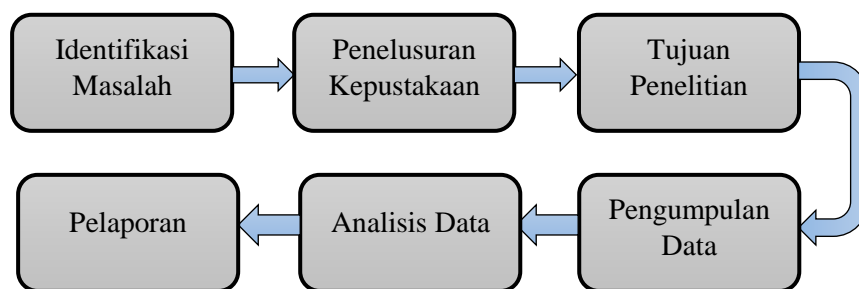 Identifikasi
Masalah
Penelusuran
Kepustakaan
Tujuan
Penelitian
Pengumpulan
Data
Analisis Data
Pelaporan